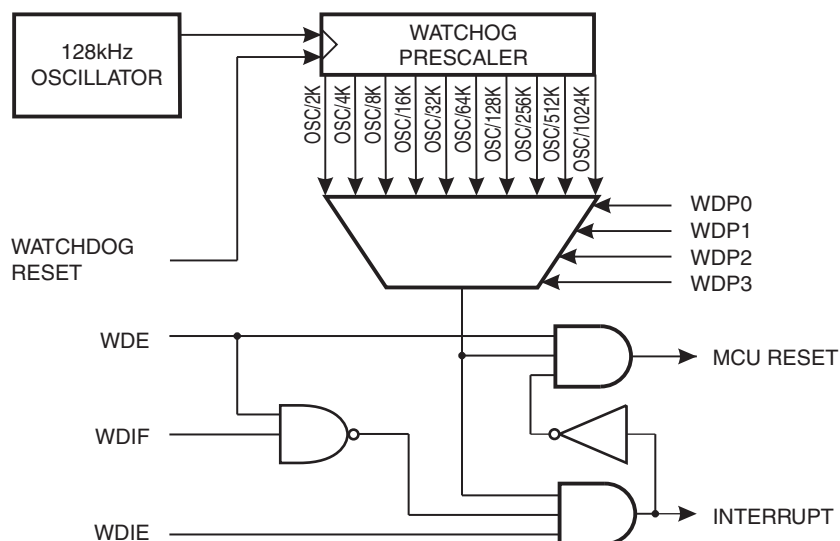 128kHz
OSCILLATOR
WATCHOG
PRESCALER
OSC/2K
OSC/4K
OSC/8K
OSC/16K
OSC/32K
OSC/64K
OSC/128K
OSC/256K
OSC/512K
OSC/1024K
WDP0
WDP1
WDP2
WDP3
WATCHDOG
RESET
WDE
MCU RESET
WDIF
INTERRUPT
WDIE